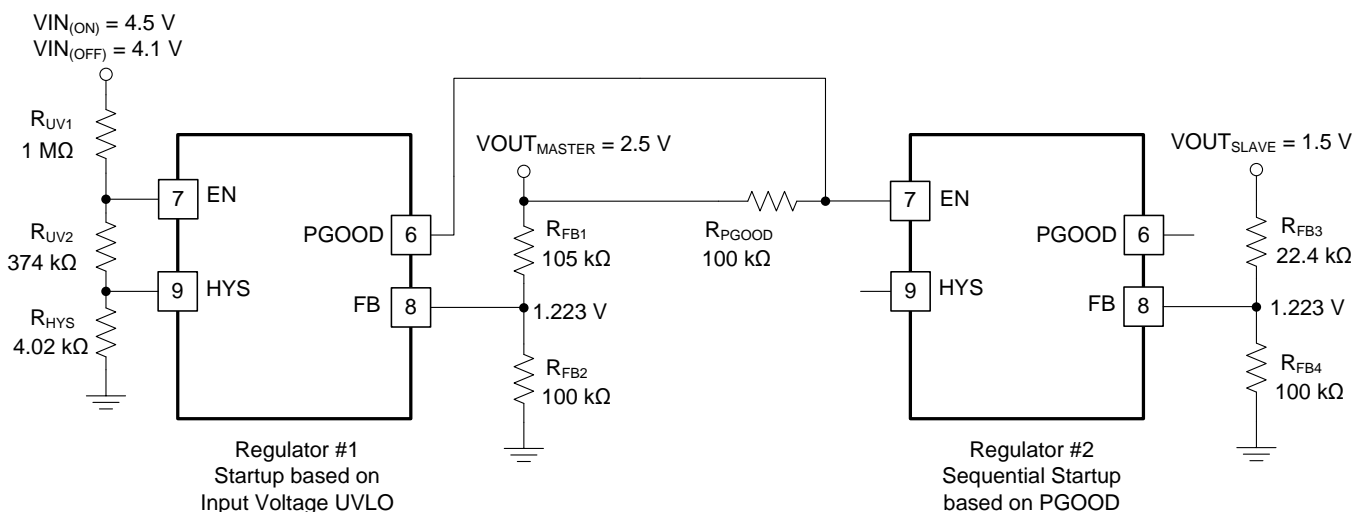 VIN(ON) = 4.5 V
VIN(OFF) = 4.1 V
RUV1
1 MΩ
7
EN
RUV2
374 kΩ
9
HYS
RHYS
4.02 kΩ
PGOOD
6
FB
8
Regulator #1
Startup based on
Input Voltage UVLO
VOUTMASTER = 2.5 V
RFB1
105 kΩ
1.223 V
RFB2
100 kΩ
RPGOOD
100 kΩ
7
EN
9
HYS
PGOOD
6
FB
8
Regulator #2
Sequential Startup
based on PGOOD
VOUTSLAVE = 1.5 V
RFB3
22.4 kΩ
1.223 V
RFB4
100 kΩ